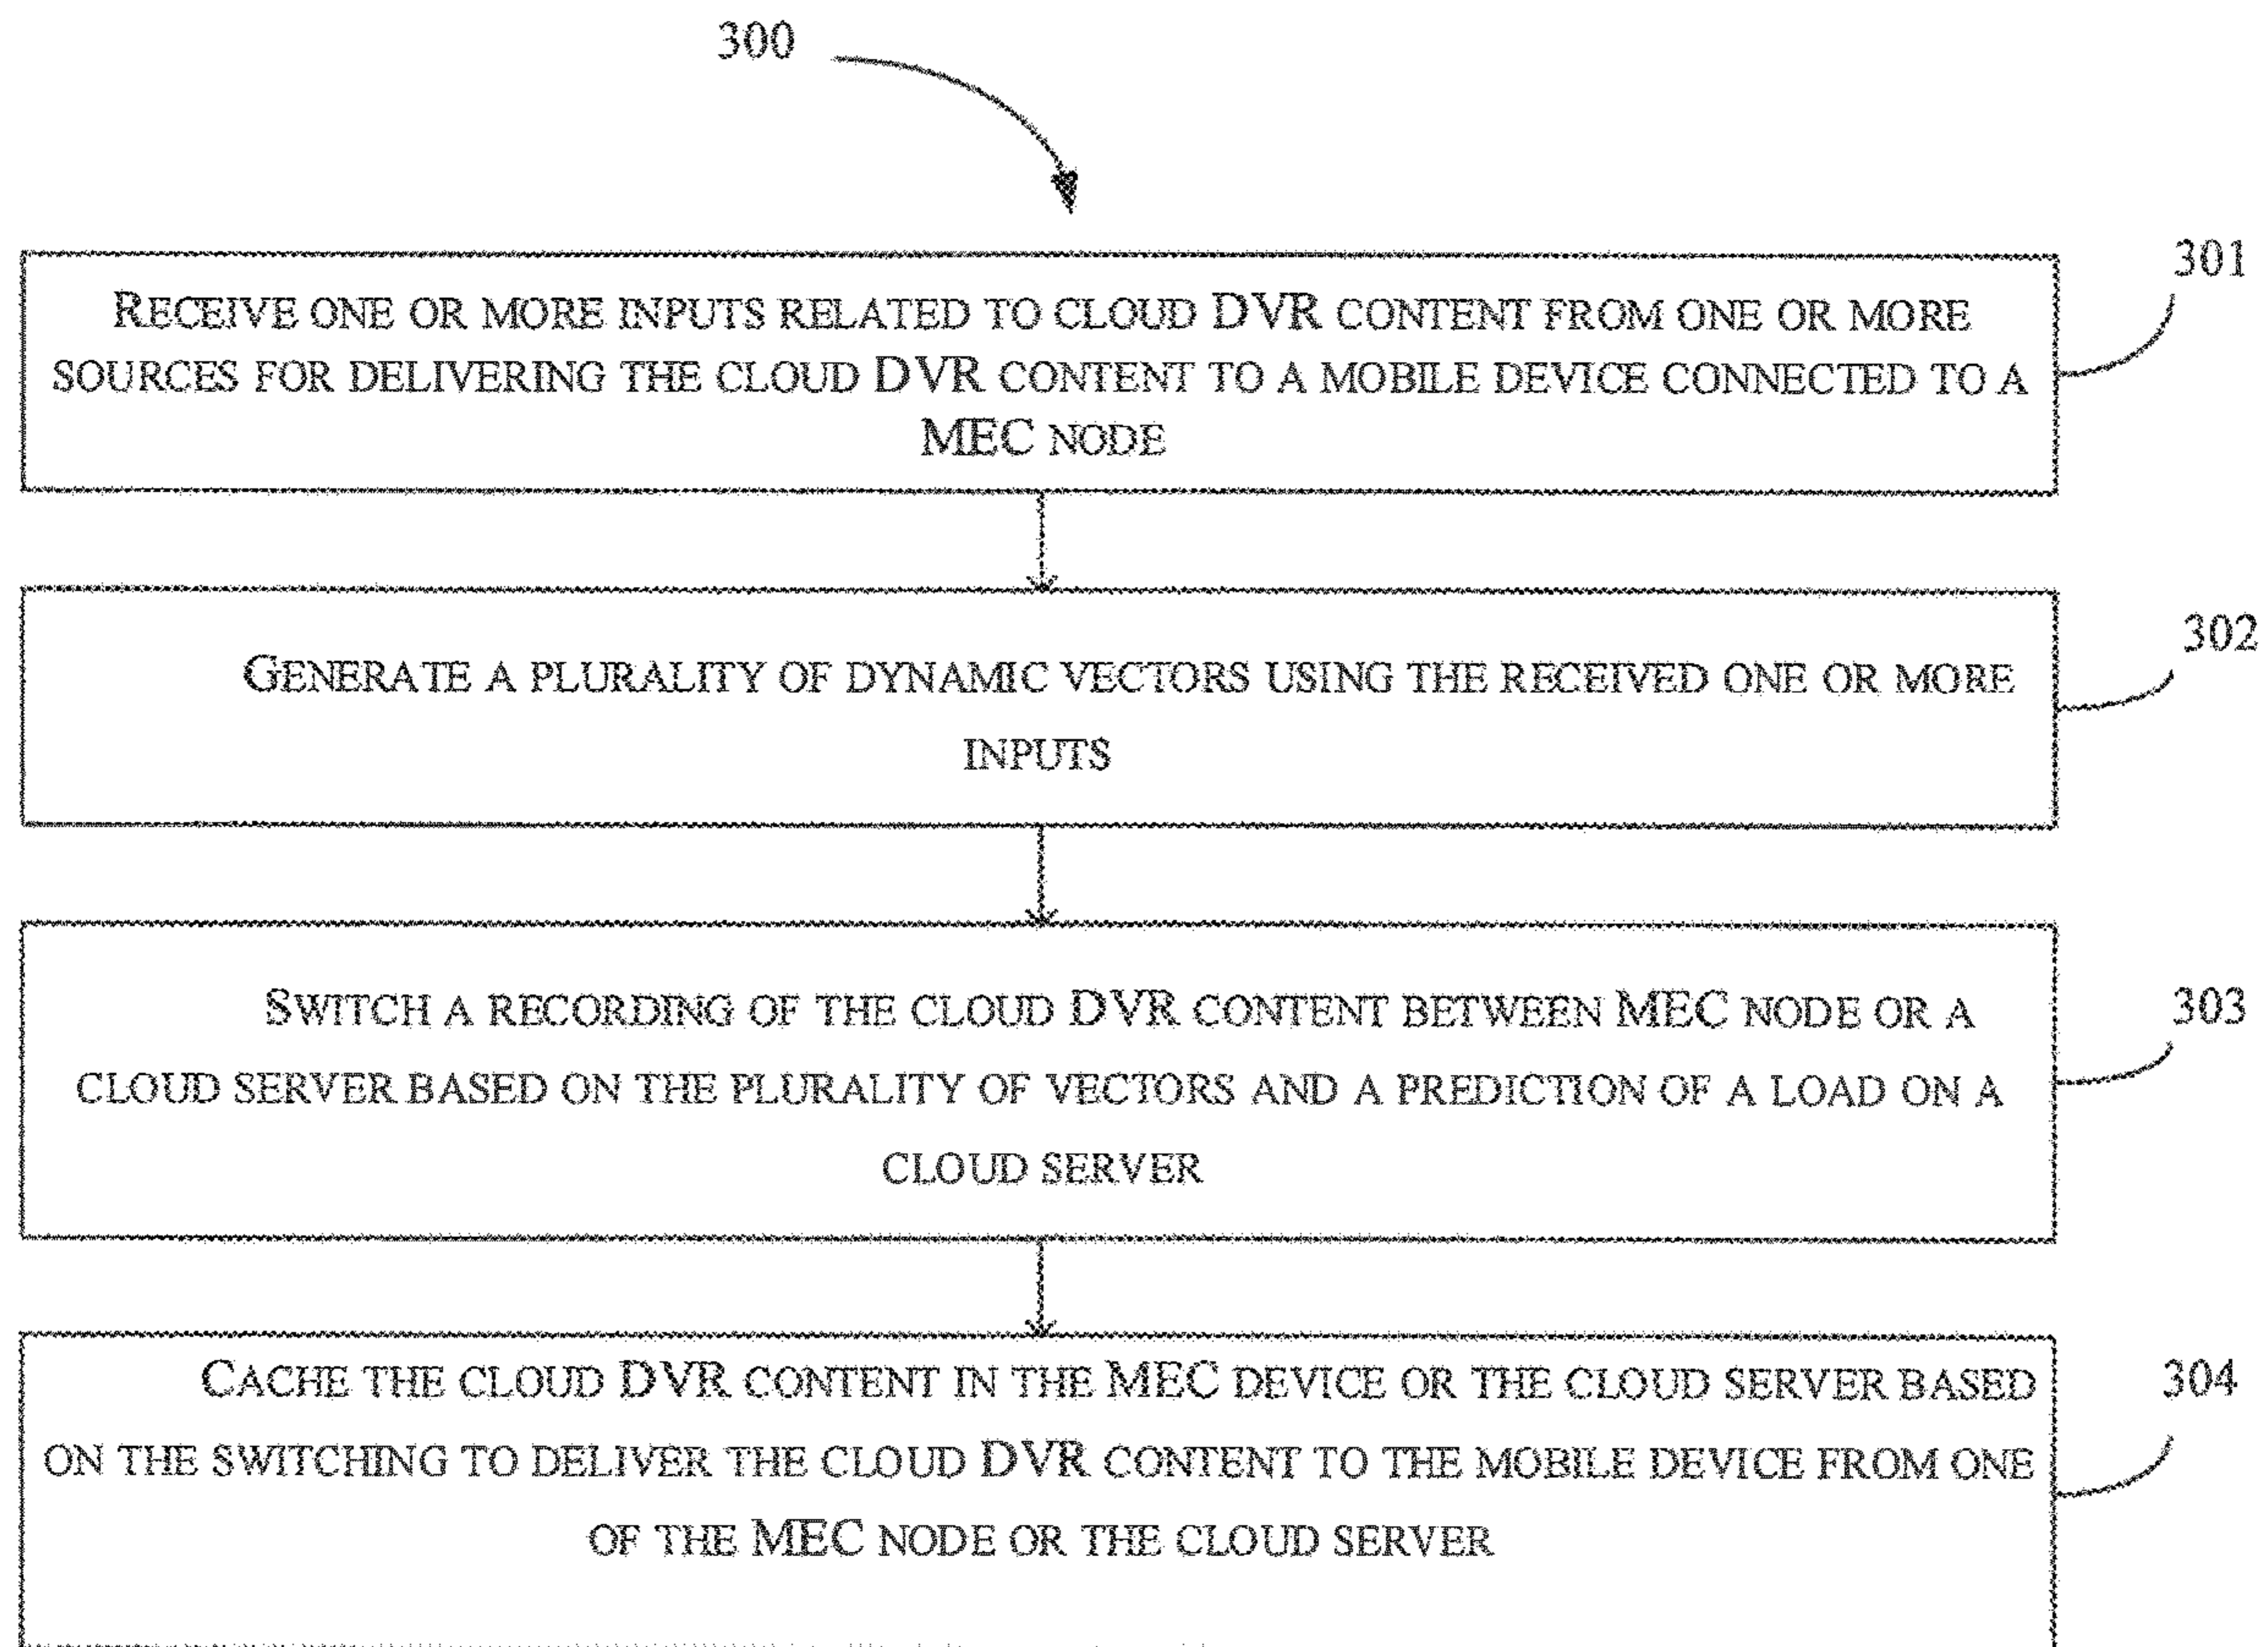 300
301
RECEIVE ONE OR MORE INPUTS RELATED TO CLOUD DVR CONTENT FROM ONE OR MORE
SOURCES FOR DELIVERING THE CLOUD DVR CONTENT TO A MOBILE DEVICE CONNECTED TO A
MEC NODE
302
GENERATE A PLURALITY OF DYNAMIC VECTORS USING THE RECEIVED ONE OR MORE
INPUTS
303
SWITCH A RECORDING OF THE CLOUD DVR CONTENT BETWEEN MEC NODE OR A
CLOUD SERVER BASED ON THE PLURALITY OF VECTORS AND A PREDICTION OF A LOAD ON A
CLOUD SERVER
304
CACHE THE CLOUD DVR CONTENT IN THE MEC DEVICE OR THE CLOUD SERVER BASED
ON THE SWITCHING TO DELIVER THE CLOUD DVR CONTENT TO THE MOBILE DEVICE FROM ONE
OF THE MEC NODE OR THE CLOUD SERVER